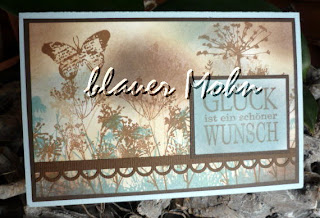 blauer Mohn
GLÜCK
ist ein schöner
WUNSCH